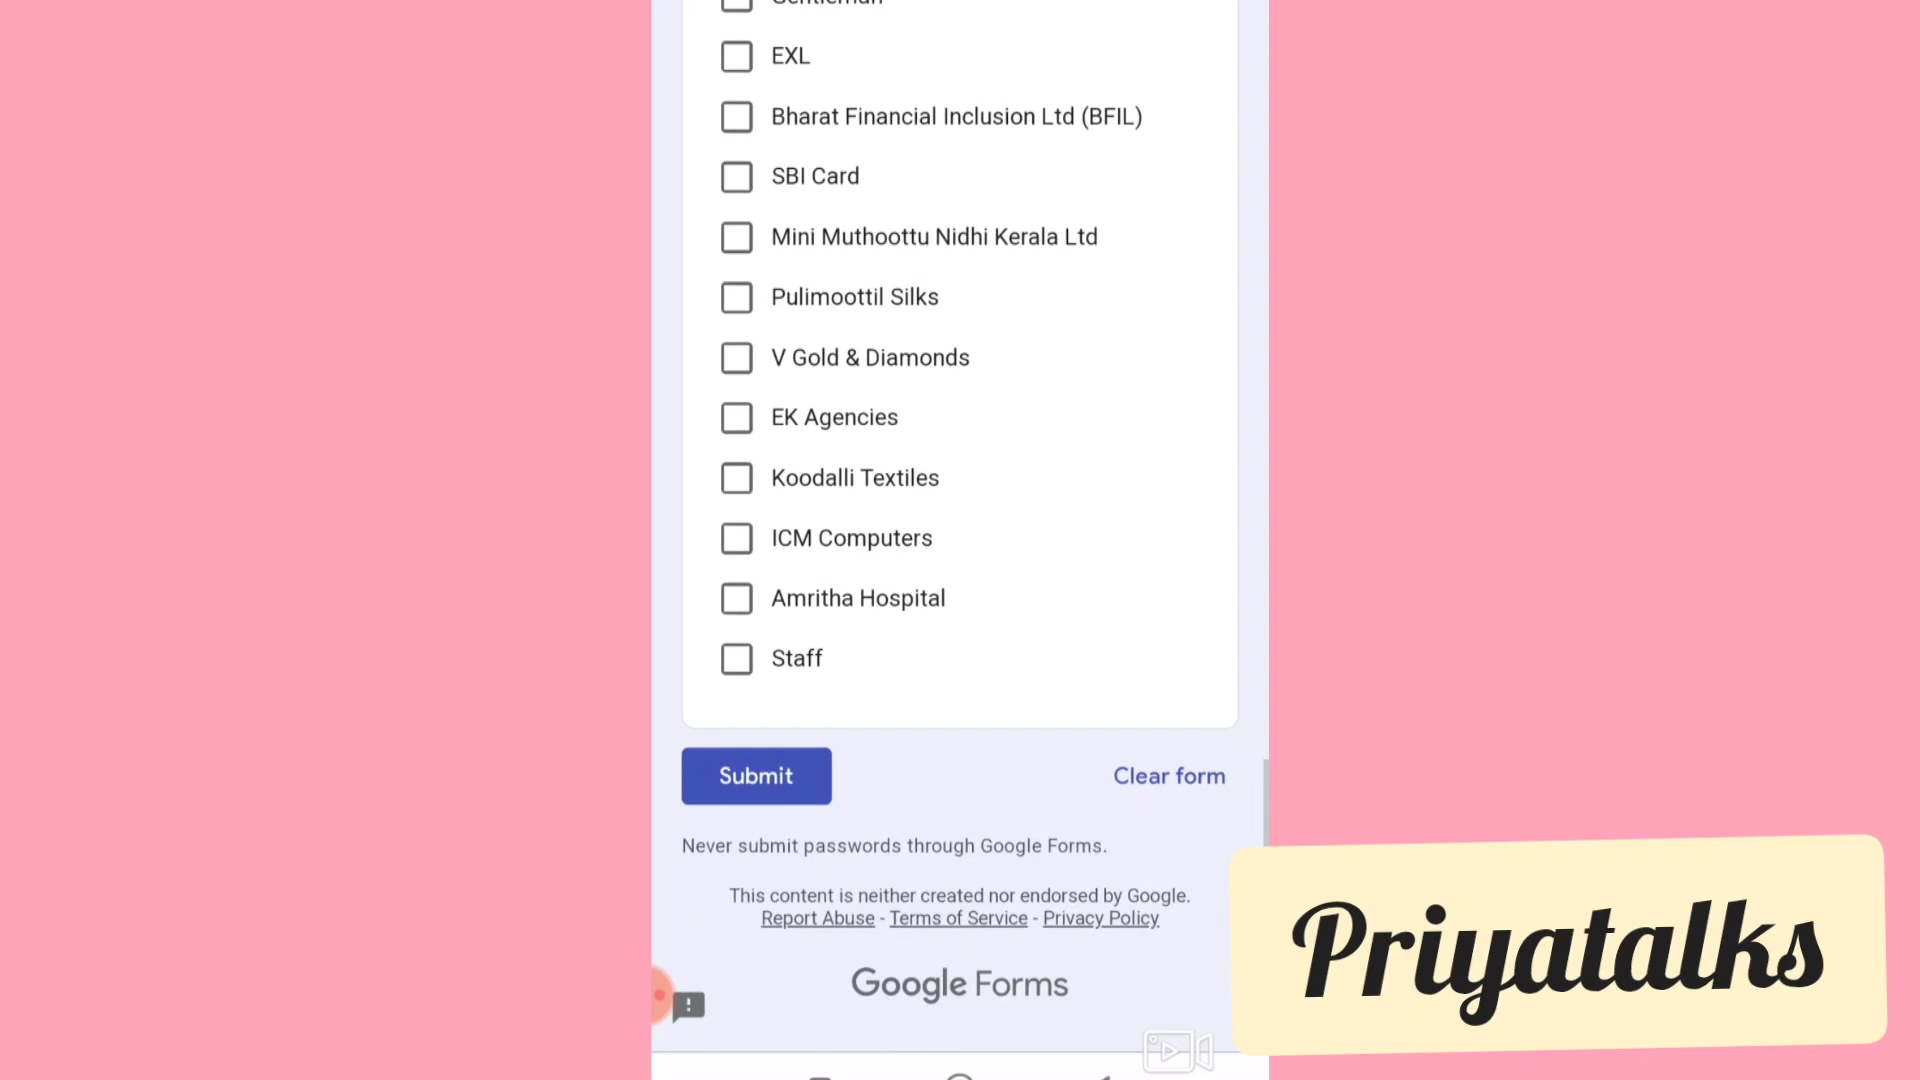 EXL
Bharat Financial Inclusion Ltd (BFIL)
SBI Card
Mini Muthoottu Nidhi Kerala Ltd
Pulimoottil Silks
V Gold & Diamonds
EK Agencies
Koodalli Textiles
ICM Computers
Amritha Hospital
Staff
Submit
Clear form
Never submit passwords through Google Forms.
This content is neither created nor endorsed by Google.
Report Abuse - Terms of Service - Privacy Policy
Google Forms
Priyatalks